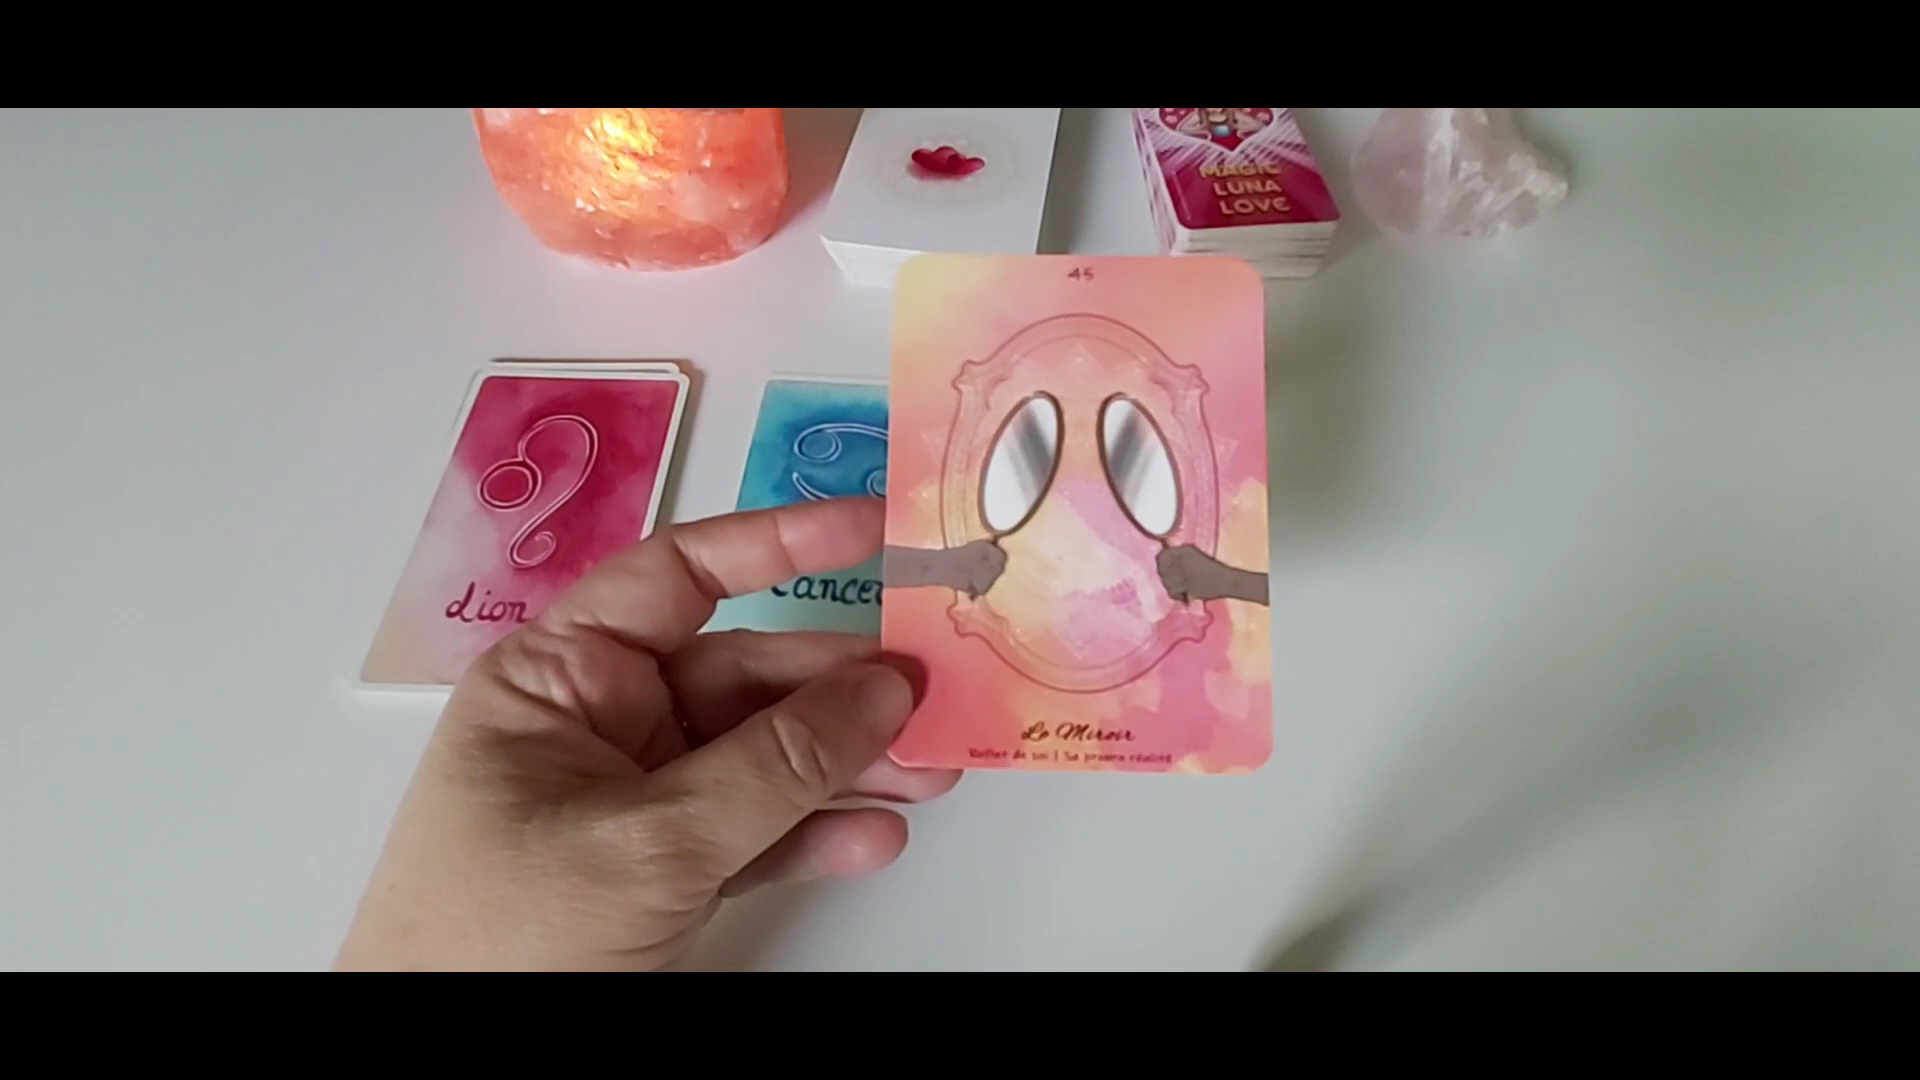 MAGIC
LUNA
LOVE
45
Lion
Cancer
Le Miroir
Reflet de soi | Sa propre réalité